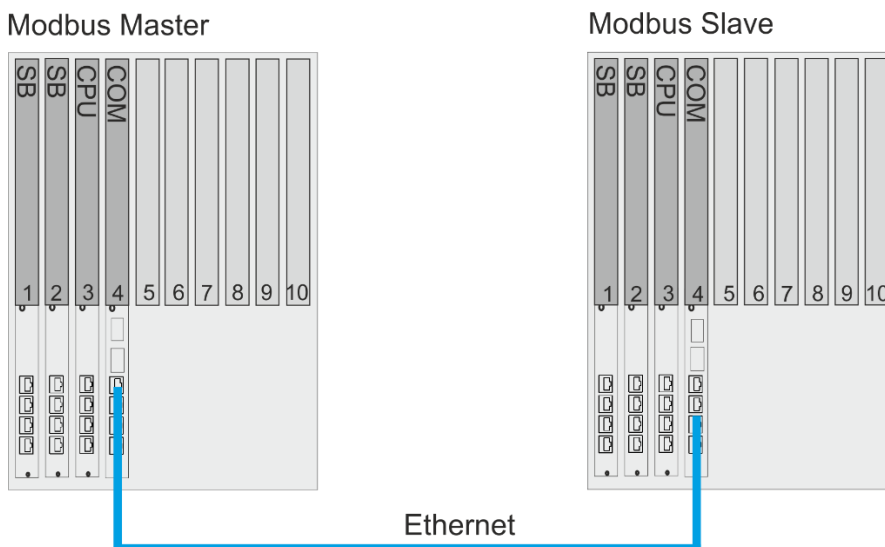 Modbus Master
Modbus Slave
SB SB CPU COM
SB SB CPU COM
1 2 3 4 5 6 7 8 9 10
1 2 3 4 5 6 7 8 9 10
Ethernet